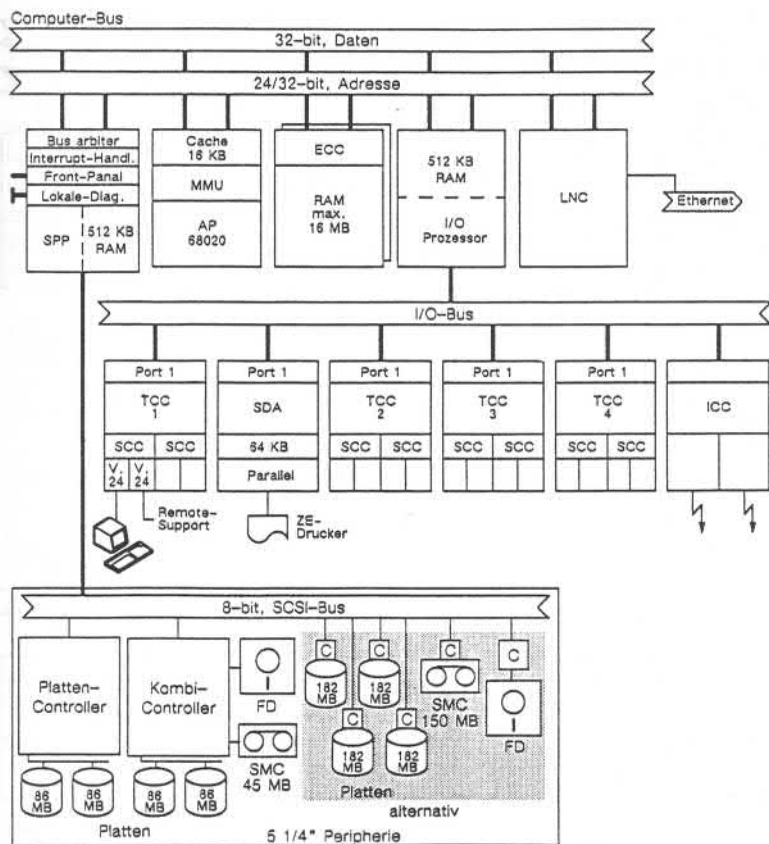 Computer-Bus
32-bit, Daten
24/32-bit, Adresse
Bus arbiter
Interrupt-Handl.
Front-Panal
Lokale-Diag.
SPP
512 KB
RAM
Cache
16 KB
MMU
AP
68020
ECC
RAM
max.
16 MB
512 KB
RAM
I/O
Prozessor
LNC
Ethernet
I/O-Bus
Port 1
TCC
1
SCC
SCC
V.
24
V.
24
Remote-
Support
Port 1
SDA
64 KB
Parallel
ZE-
Drucker
Port 1
TCC
2
SCC
SCC
Port 1
TCC
3
SCC
SCC
Port 1
TCC
4
SCC
SCC
ICC
8-bit, SCSI-Bus
Platten-
Controller
Kombi-
Controller
FD
SMC
45 MB
86
MB
86
MB
86
MB
86
MB
Platten
C
182
MB
C
182
MB
C
182
MB
C
182
MB
Platten
C
SMC
150 MB
C
FD
alternativ
5 1/4" Peripherie